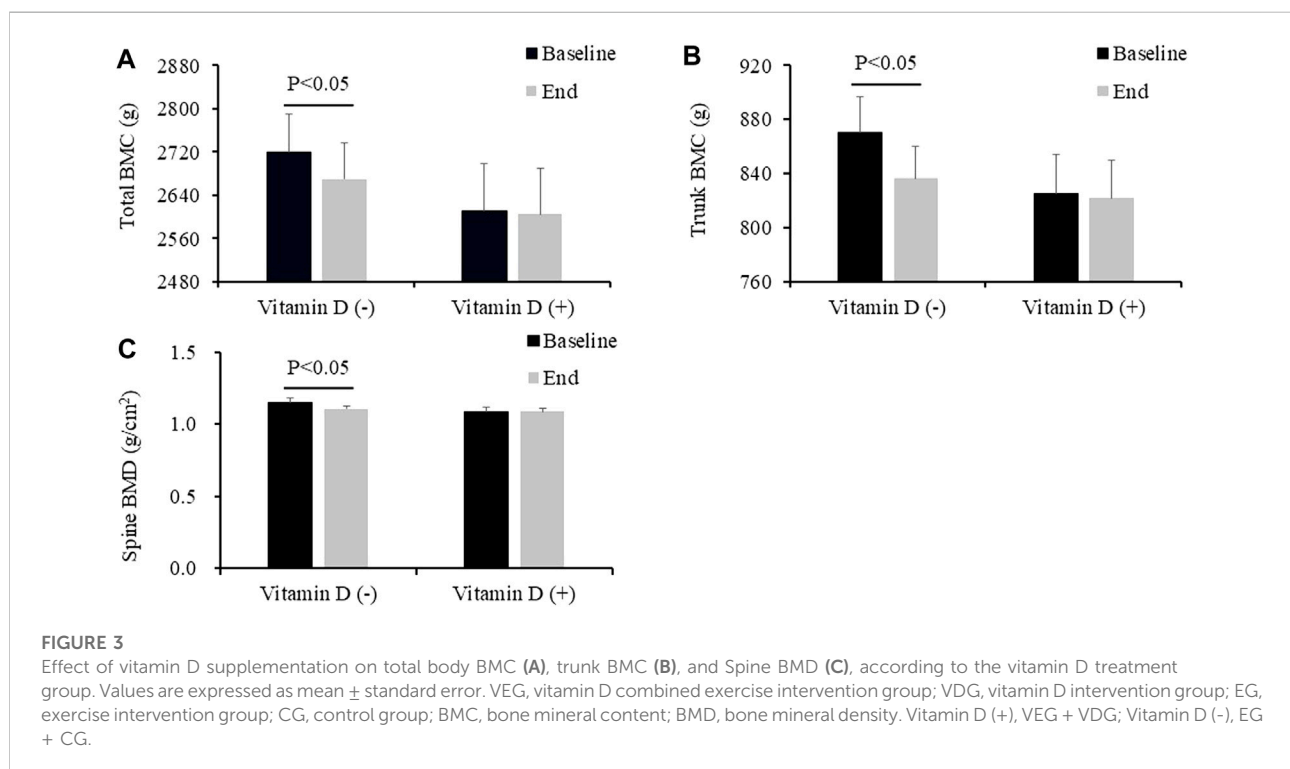 A
Total BMC (g)
2880
2800
2720
2640
2560
2480
P<0.05
Baseline
End
Vitamin D (-)
Vitamin D (+)
B
Trunk BMC (g)
920
880
840
800
760
P<0.05
Baseline
End
Vitamin D (-)
Vitamin D (+)
C
Spine BMD (g/cm²)
1.5
1.0
0.5
0.0
P<0.05
Baseline
End
Vitamin D (-)
Vitamin D (+)
FIGURE 3
Effect of vitamin D supplementation on total body BMC (A), trunk BMC (B), and Spine BMD (C), according to the vitamin D treatment
group. Values are expressed as mean ± standard error. VEG, vitamin D combined exercise intervention group; VDG, vitamin D intervention group; EG,
exercise intervention group; CG, control group; BMC, bone mineral content; BMD, bone mineral density. Vitamin D (+), VEG + VDG; Vitamin D (-), EG
+ CG.